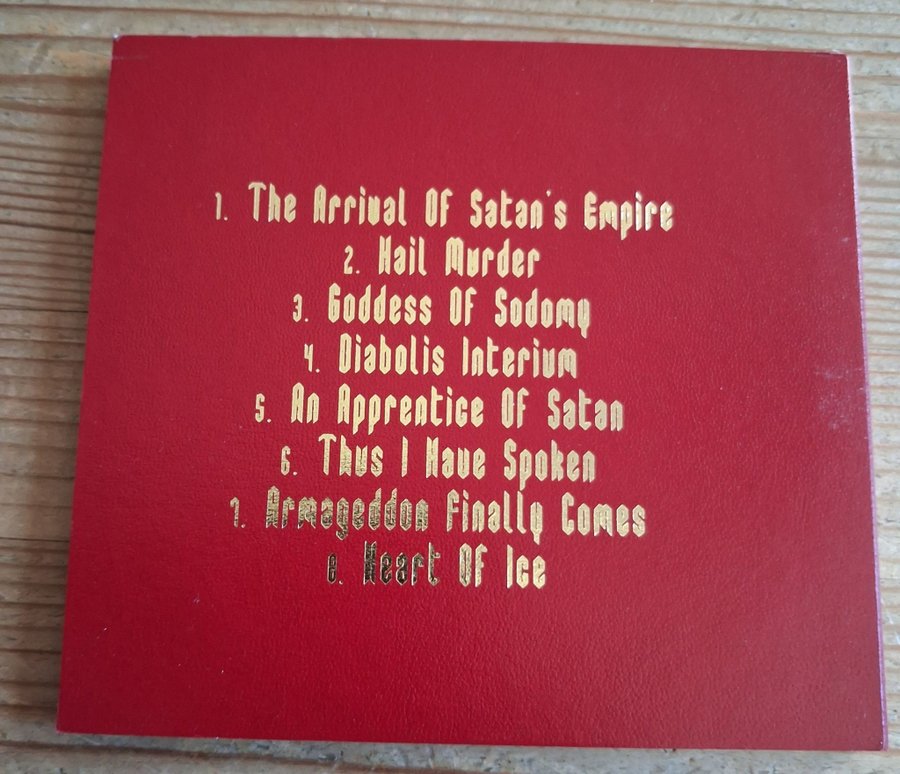 1. The Arrival Of Satan's Empire
2. Hail Murder
3. Goddess Of Sodomy
4. Diabolis Interium
5. An Apprentice Of Satan
6. Thus I Have Spoken
7. Armageddon Finally Comes
8. Heart Of Ice